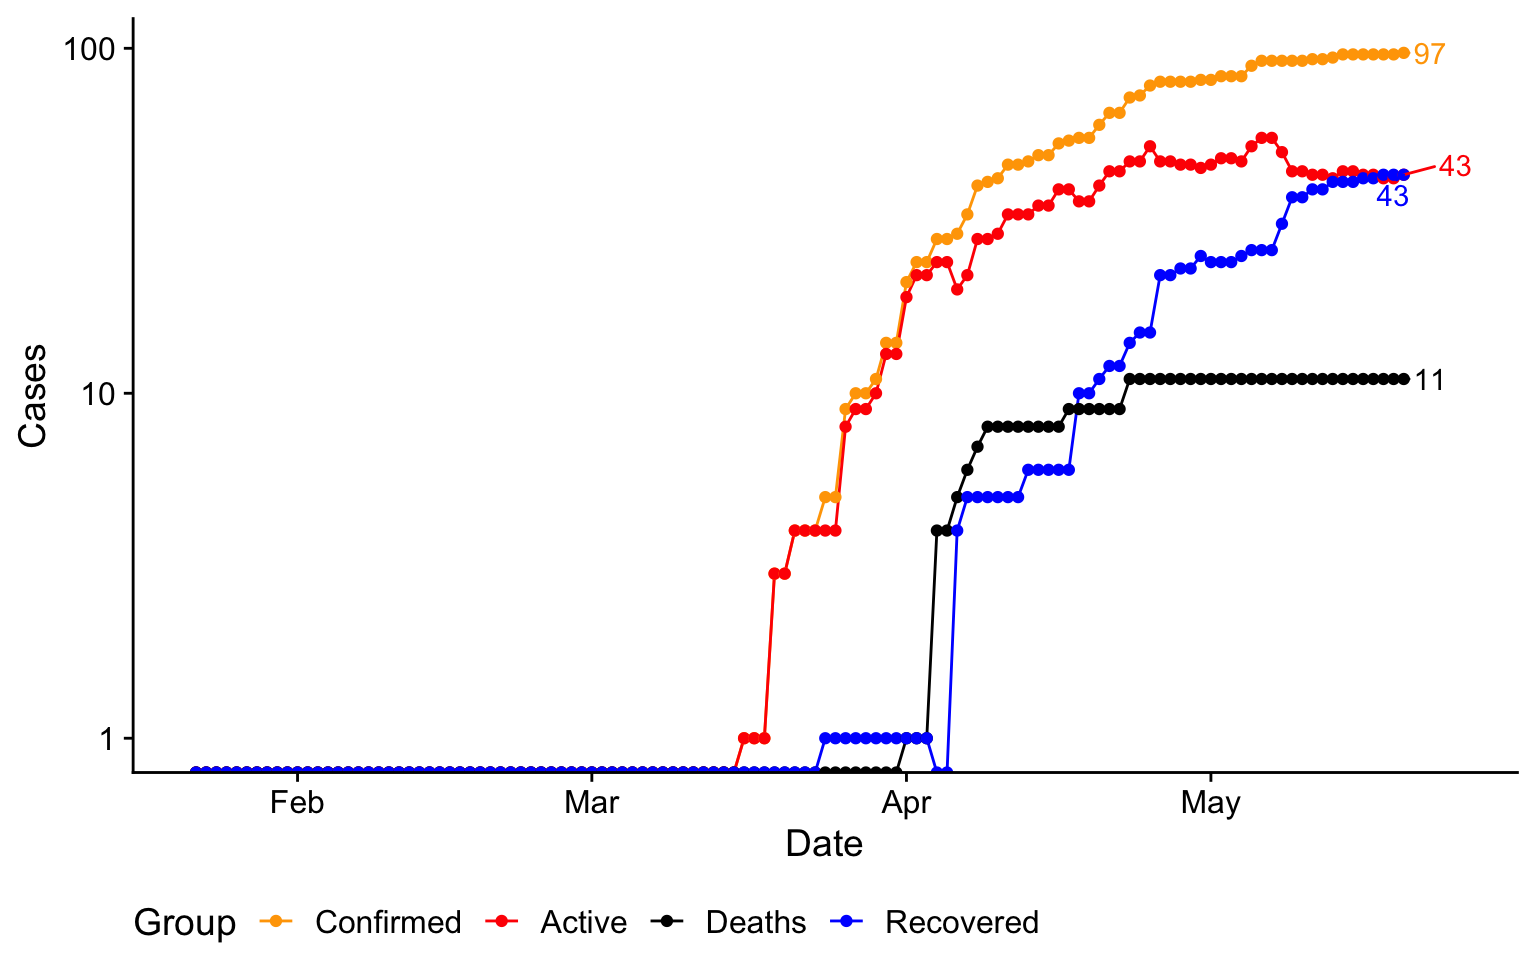 100
10
1
Cases
97
43
43
11
Feb Mar Apr May
Date
Group Confirmed Active Deaths Recovered